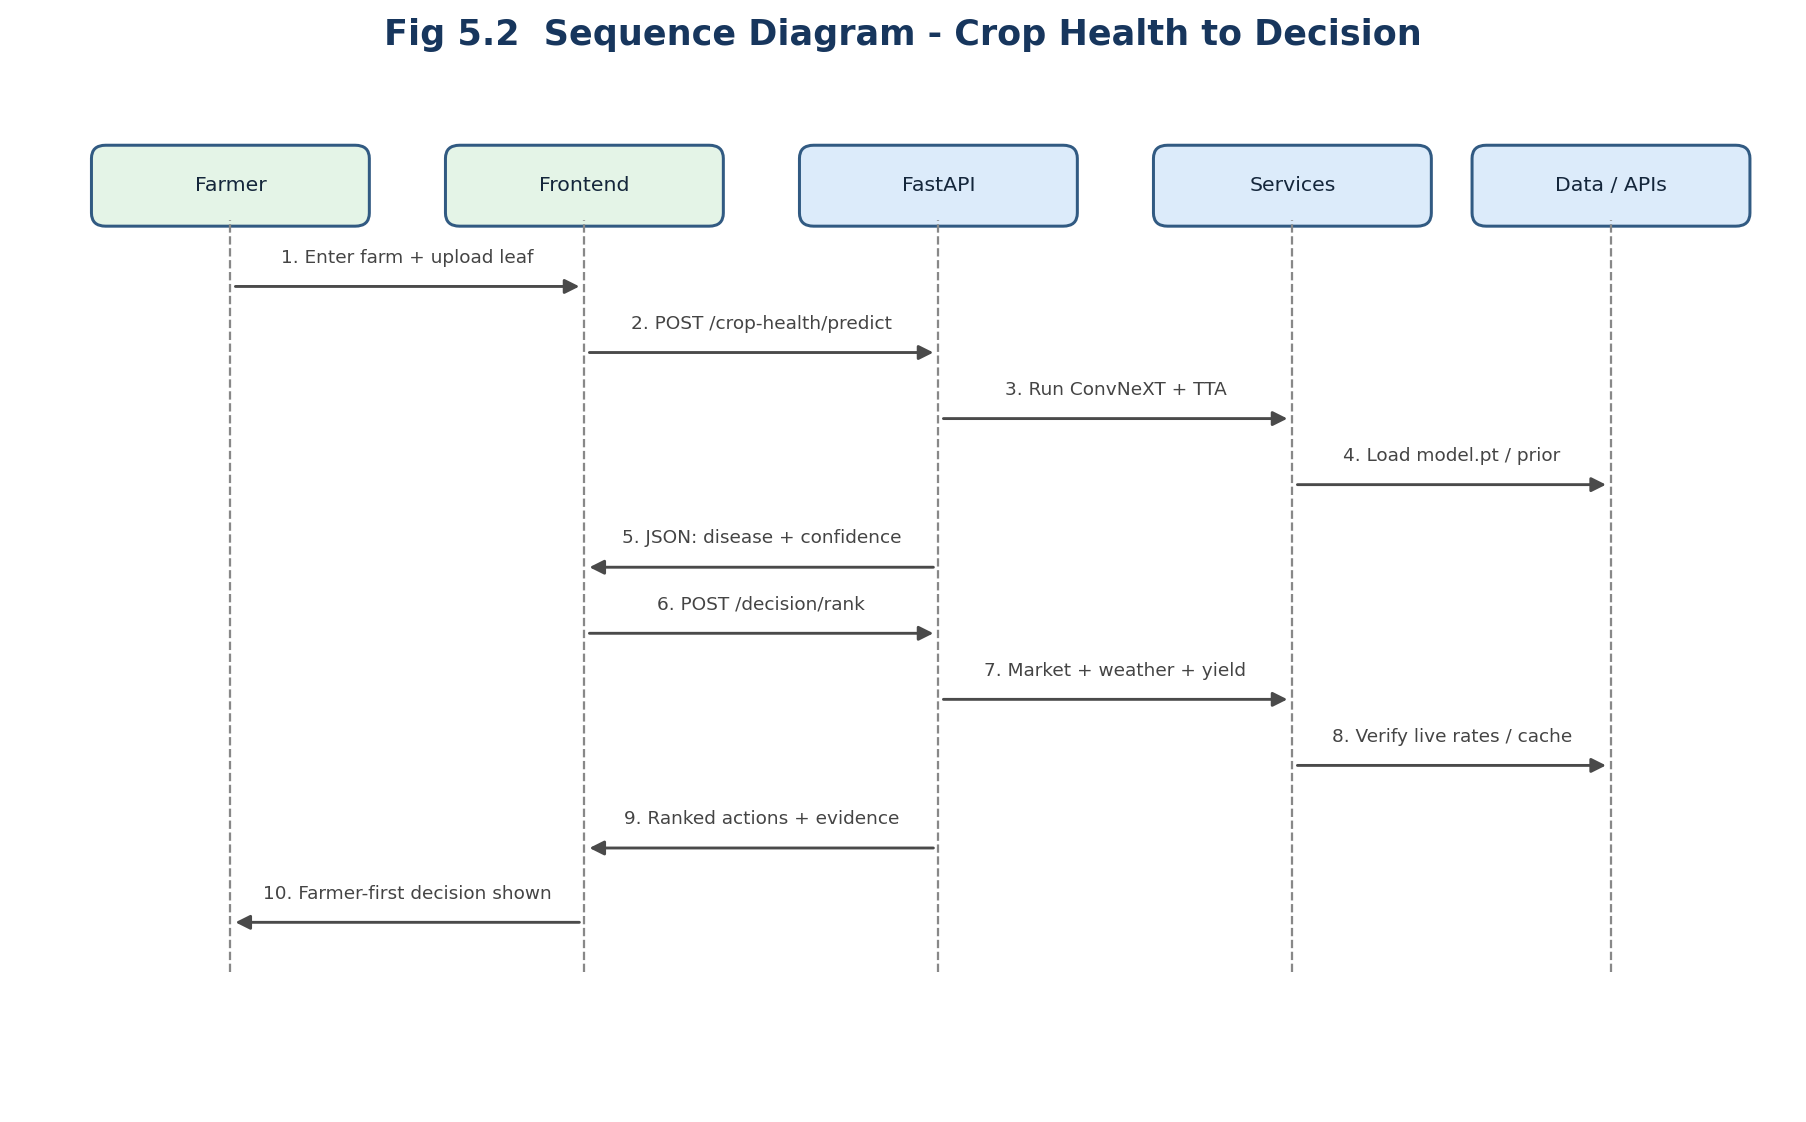 Fig 5.2  Sequence Diagram - Crop Health to Decision
Farmer
Frontend
FastAPI
Services
Data / APIs
1. Enter farm + upload leaf
2. POST /crop-health/predict
3. Run ConvNeXT + TTA
4. Load model.pt / prior
5. JSON: disease + confidence
6. POST /decision/rank
7. Market + weather + yield
8. Verify live rates / cache
9. Ranked actions + evidence
10. Farmer-first decision shown